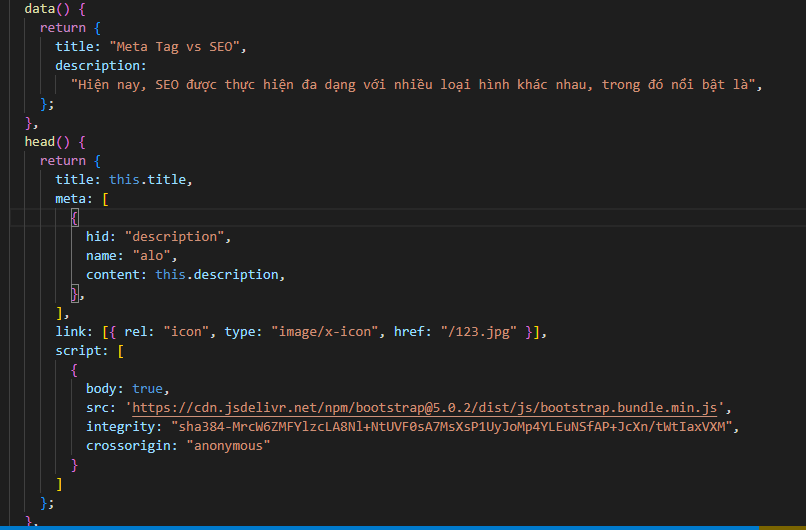 data() {
return {
title: "Meta Tag vs SEO",
description:
"Hiện nay, SEO được thực hiện đa dạng với nhiều loại hình khác nhau, trong đó nổi bật là",
};
},
head() {
return {
title: this.title,
meta: [
{
hid: "description",
name: "alo",
content: this.description,
},
],
link: [{ rel: "icon", type: "image/x-icon", href: "/123.jpg" }],
script: [
{
body: true,
src: 'https://cdn.jsdelivr.net/npm/bootstrap@5.0.2/dist/js/bootstrap.bundle.min.js',
integrity: "sha384-MrcW6ZMFYlzcLA8Nl+NtUVF0sA7MsXsP1UyJoMp4YLEuNSfAP+JcXn/tWtIaxVXM",
crossorigin: "anonymous"
}
]
};
},